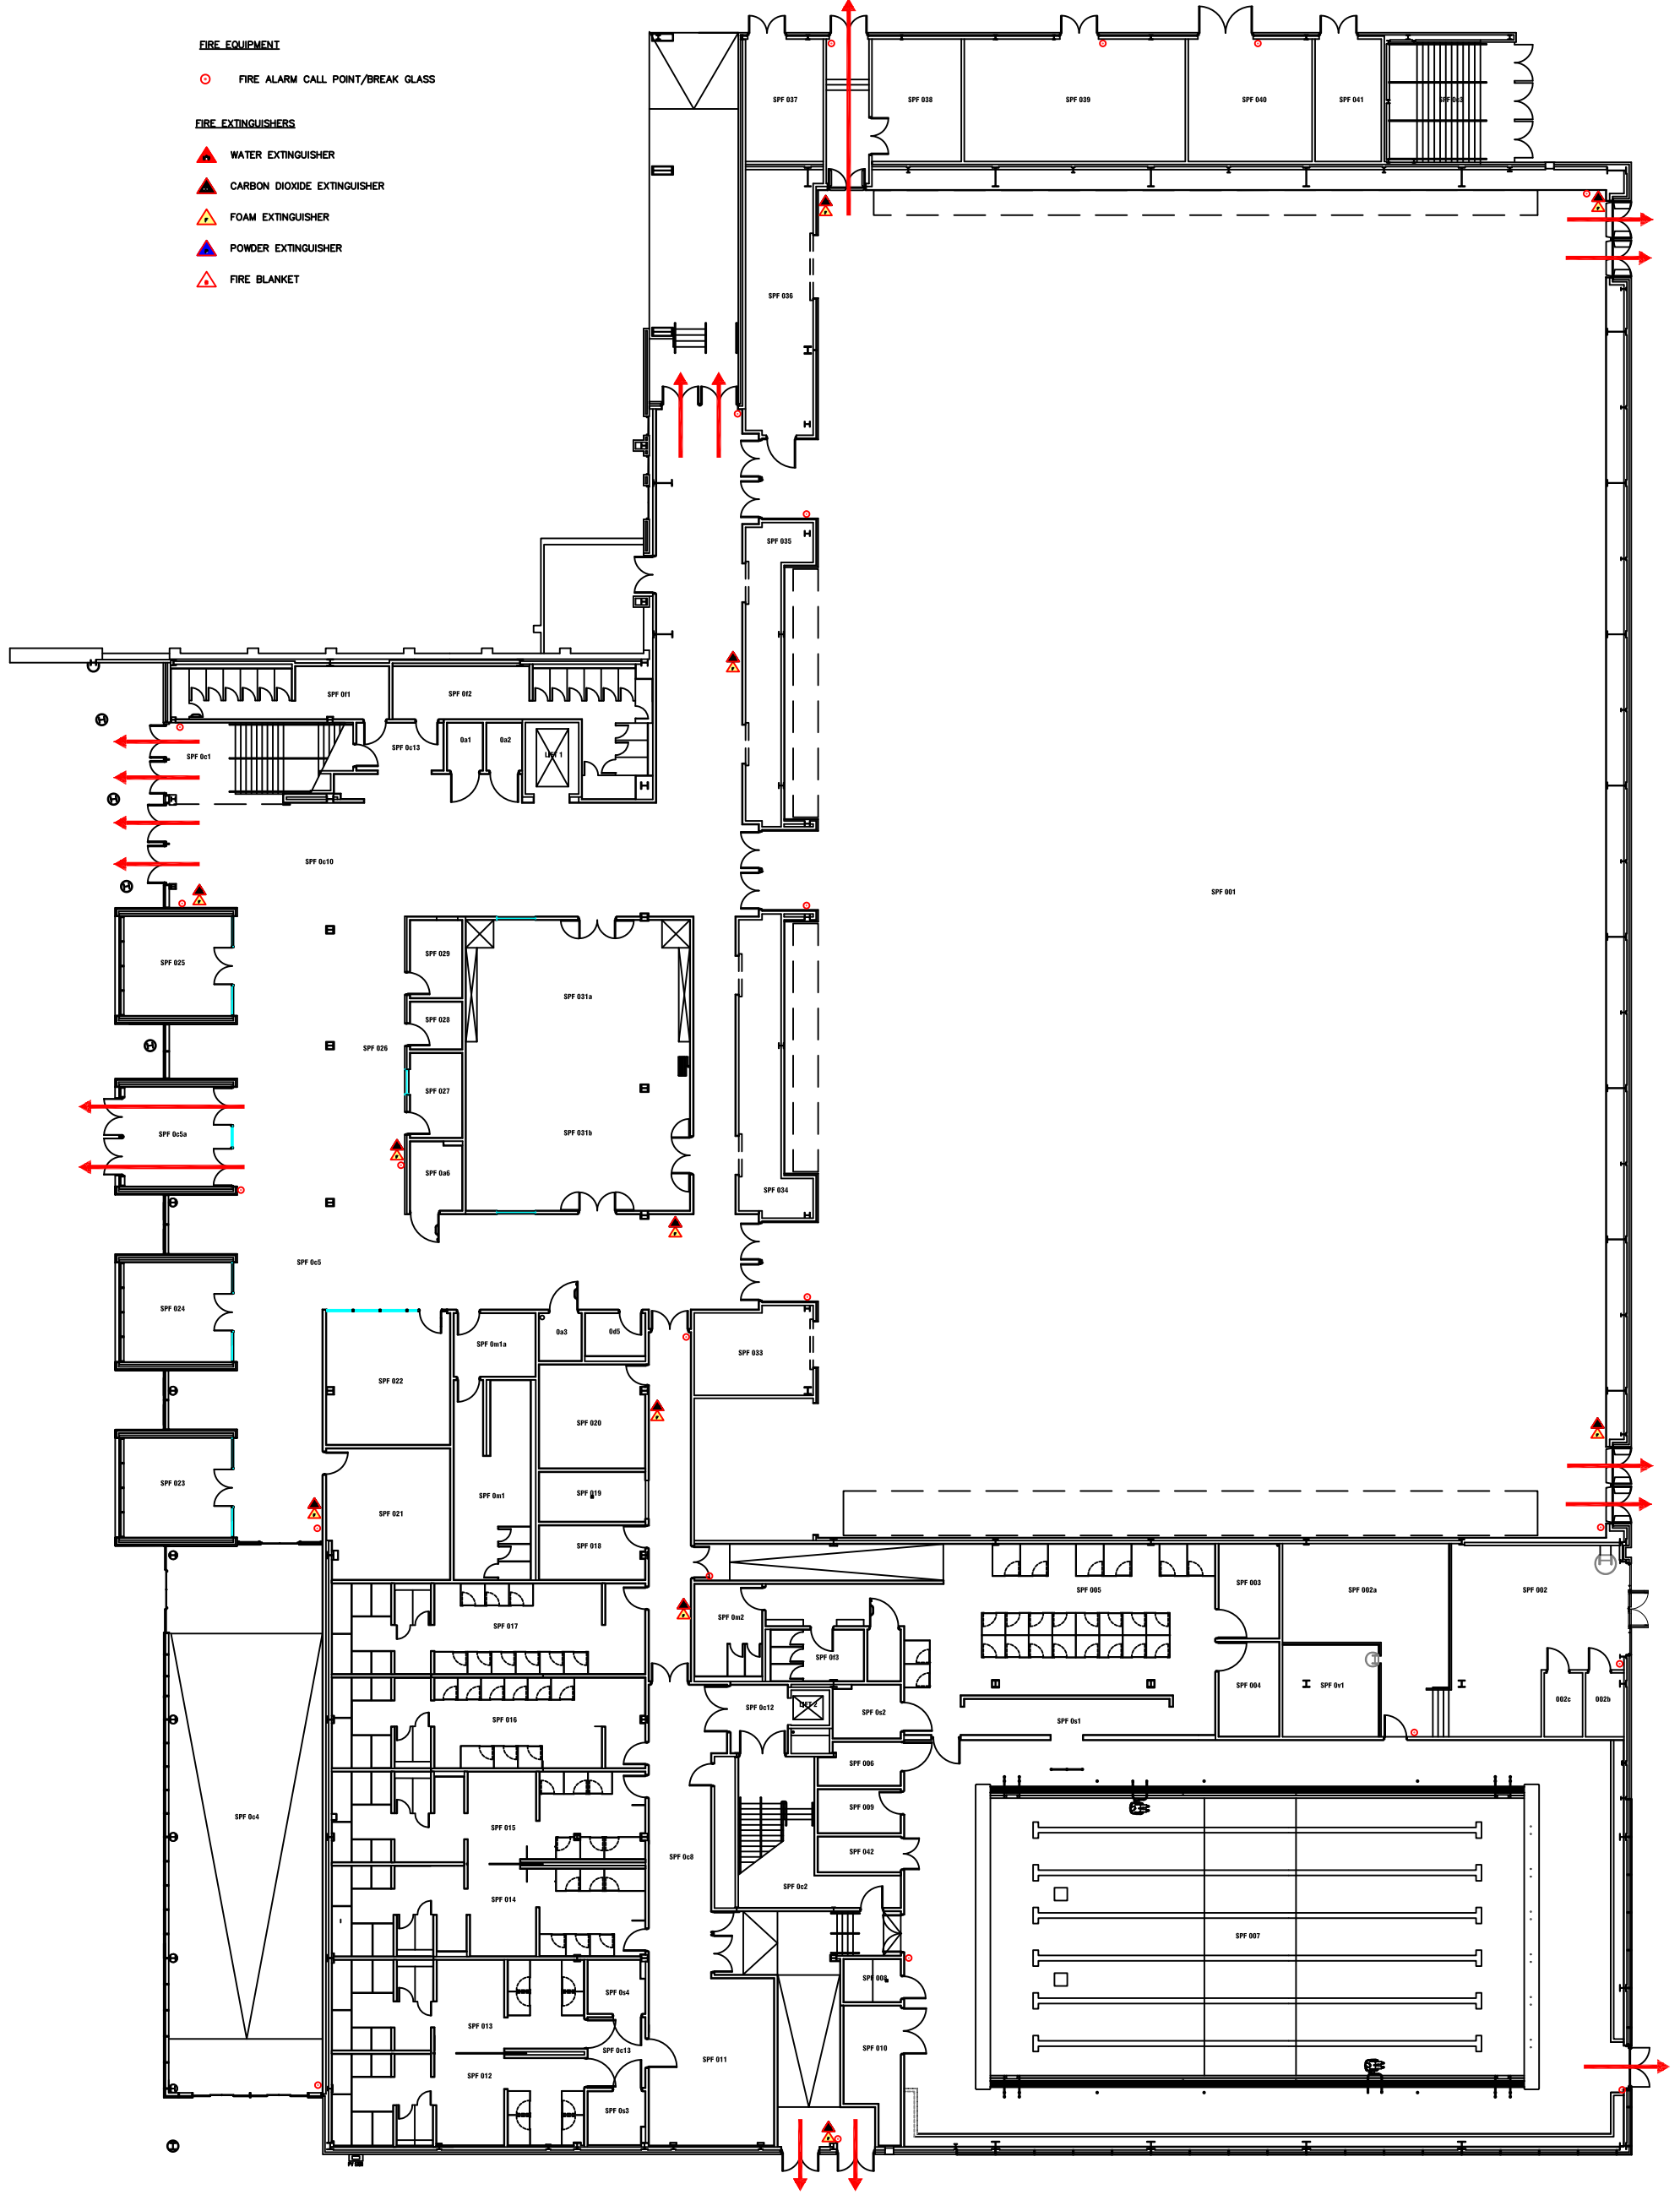 FIRE EQUIPMENT
FIRE ALARM CALL POINT/BREAK GLASS
FIRE EXTINGUISHERS
WATER EXTINGUISHER
CARBON DIOXIDE EXTINGUISHER
FOAM EXTINGUISHER
POWDER EXTINGUISHER
FIRE BLANKET
SPF 037
SPF 038
SPF 039
SPF 040
SPF 041
SPF 0c3
SPF 036
SPF 035
SPF 0f1
SPF 0f2
SPF 0c1
SPF 0c13
0a1
0a2
LIFT 1
SPF 0c10
SPF 001
SPF 025
SPF 029
SPF 031a
SPF 028
SPF 026
SPF 027
SPF 0c5a
SPF 031b
SPF 0a6
SPF 034
SPF 0c5
SPF 024
SPF 0m1a
0a3
0d5
SPF 033
SPF 022
SPF 020
SPF 023
SPF 019
SPF 0m1
SPF 021
SPF 018
SPF 003
SPF 005
SPF 002a
SPF 002
SPF 017
SPF 0m2
SPF 0f3
SPF 004
SPF 0v1
002c
002b
SPF 0c12
LIFT 2
SPF 0s2
SPF 016
SPF 0s1
SPF 006
SPF 009
SPF 0c4
SPF 015
SPF 042
SPF 0c8
SPF 0c2
SPF 014
SPF 007
SPF 008
SPF 0s4
SPF 013
SPF 0c13
SPF 011
SPF 010
SPF 012
SPF 0s3